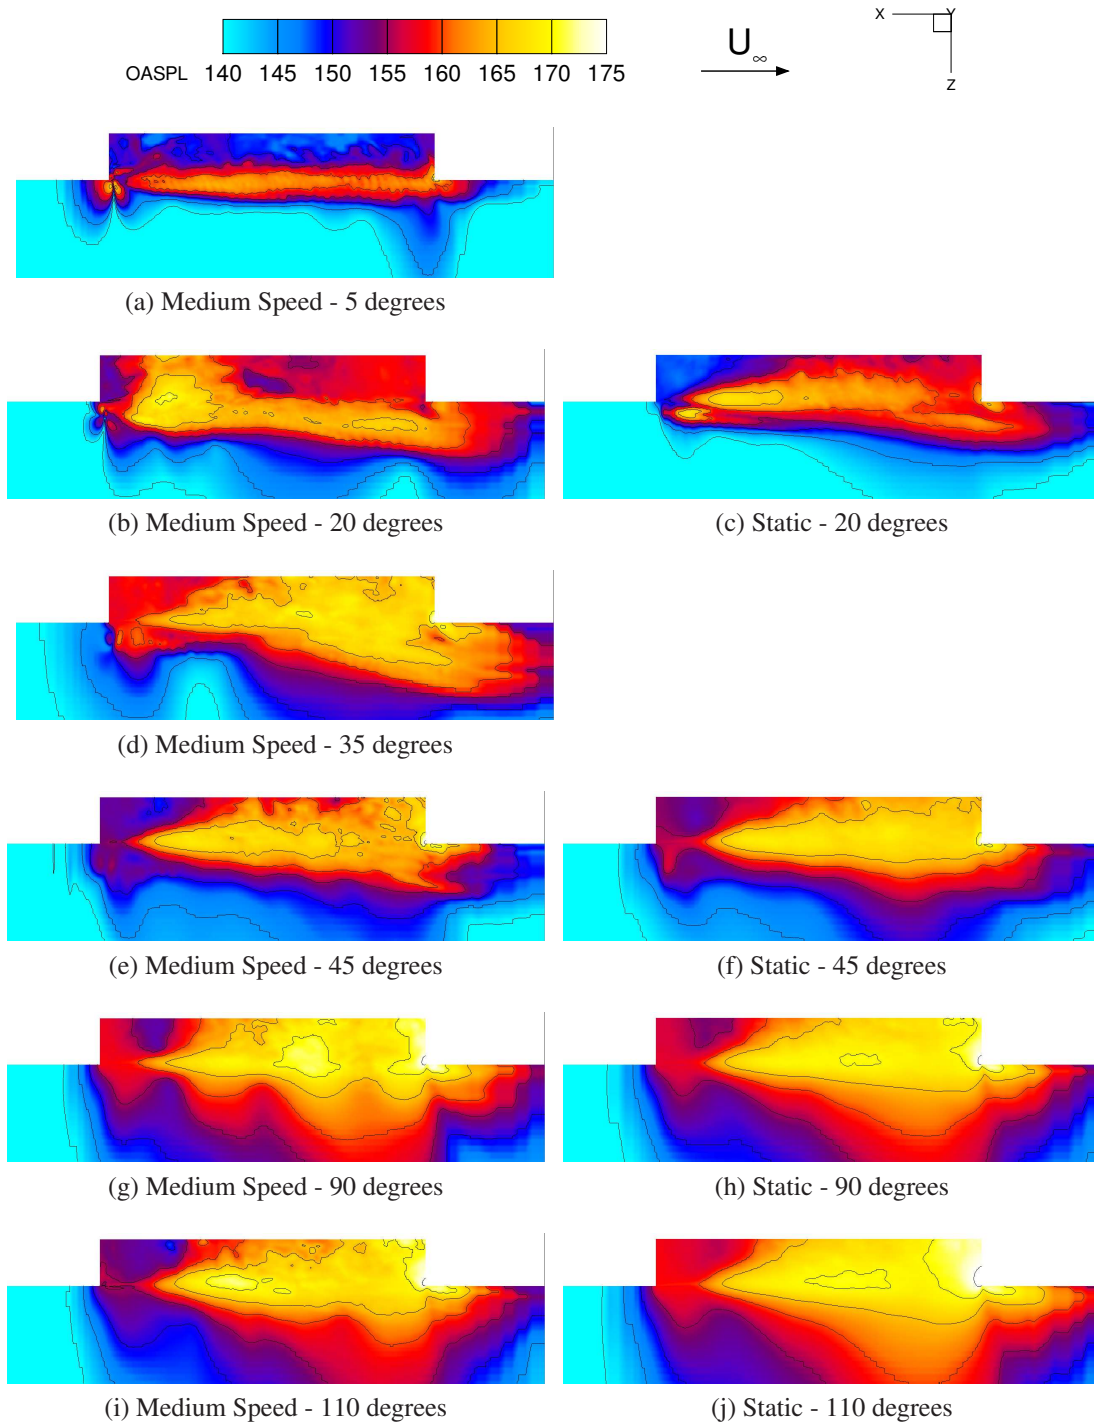 X Y
U∞
Z
OASPL 140 145 150 155 160 165 170 175
(a) Medium Speed - 5 degrees
(b) Medium Speed - 20 degrees
(c) Static - 20 degrees
(d) Medium Speed - 35 degrees
(e) Medium Speed - 45 degrees
(f) Static - 45 degrees
(g) Medium Speed - 90 degrees
(h) Static - 90 degrees
(i) Medium Speed - 110 degrees
(j) Static - 110 degrees